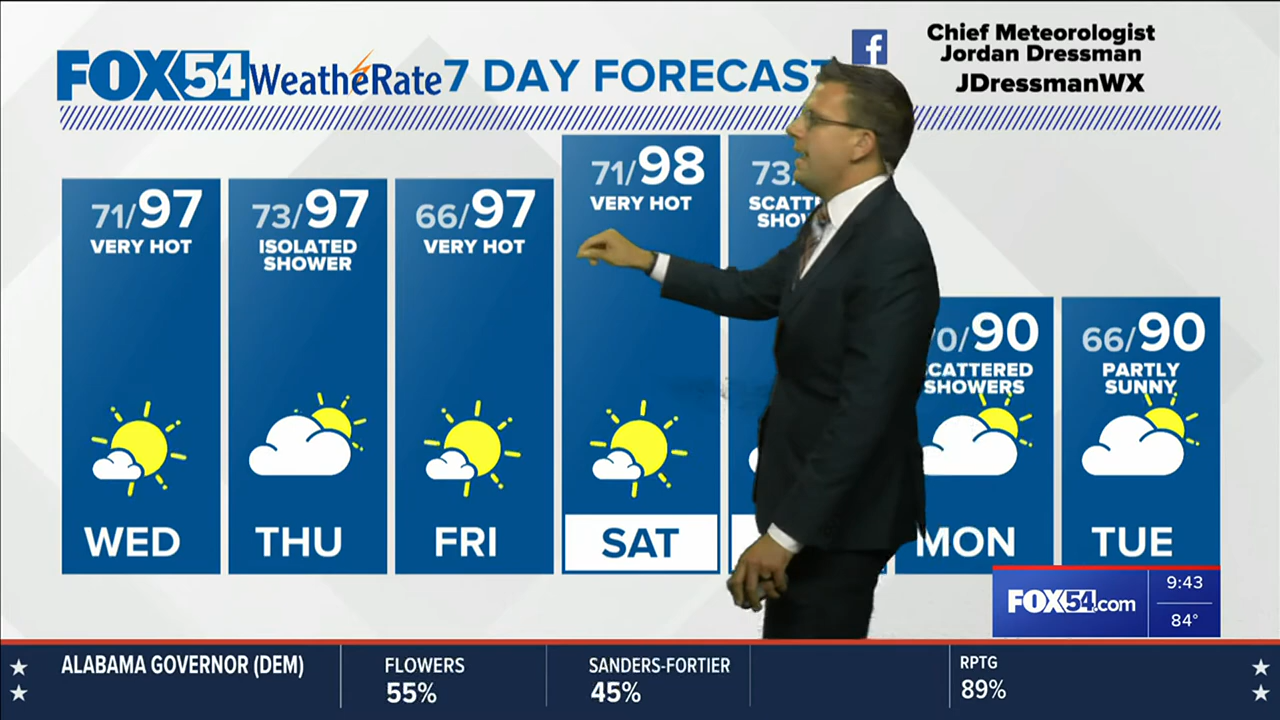 FOX54 WeatheRate 7 DAY FORECAST
f
Chief Meteorologist
Jordan Dressman
JDressmanWX
71/97
VERY HOT
WED
73/97
ISOLATED
SHOWER
THU
66/97
VERY HOT
FRI
71/98
VERY HOT
SAT
73/
/90
SCATTERED
SHOWERS
MON
66/90
PARTLY
SUNNY
TUE
FOX54.com
9:43
84°
ALABAMA GOVERNOR (DEM)
FLOWERS
55%
SANDERS-FORTIER
45%
RPTG
89%